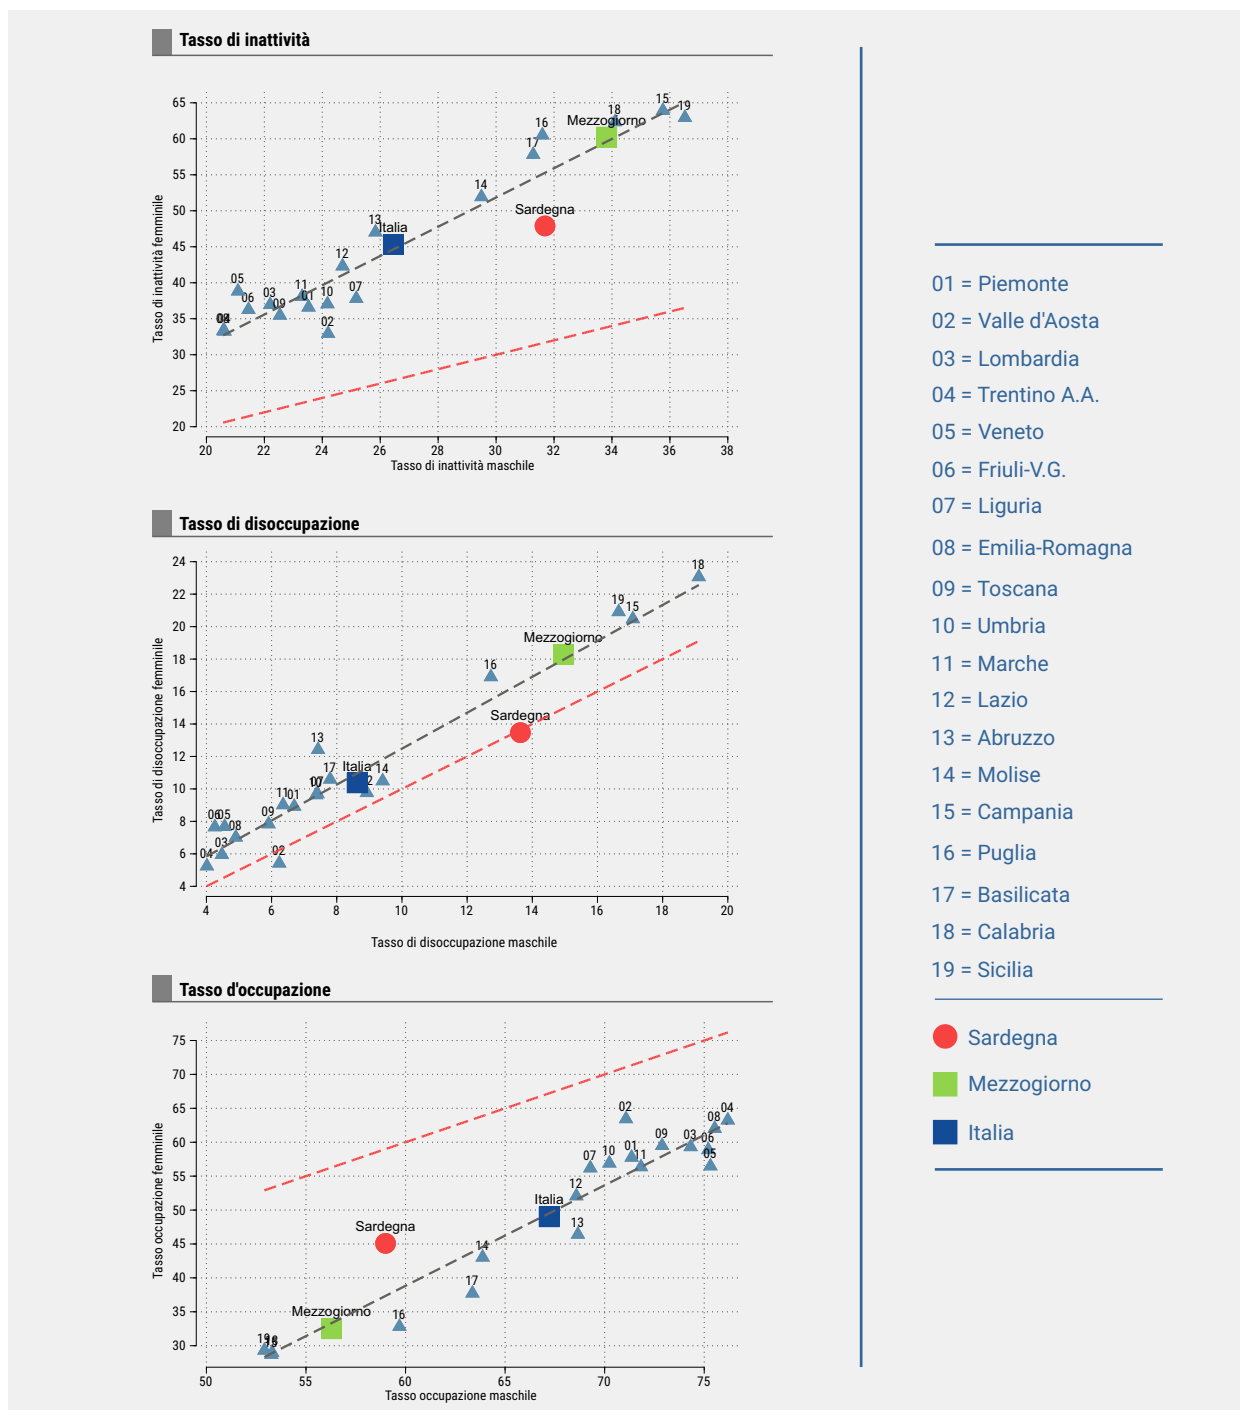 Tasso di inattività
65
60
55
50
45
40
35
30
25
20
Tasso di inattività femminile
15
19
18
Mezzogiorno
16
17
14
Sardegna
13
Italia
12
05
07
03
11
06
01
10
09
02
04
20
22
24
26
28
30
32
34
36
38
Tasso di inattività maschile
Tasso di disoccupazione
24
22
20
18
16
14
12
10
8
6
4
Tasso di disoccupazione femminile
18
19
15
Mezzogiorno
16
Sardegna
13
17
Italia
14
07
10
11
01
09
06
05
08
03
04
02
4
6
8
10
12
14
16
18
20
Tasso di disoccupazione maschile
Tasso d'occupazione
75
70
65
60
55
50
45
40
35
30
Tasso occupazione femminile
02
04
08
09
03
06
01
10
11
05
07
12
Italia
13
Sardegna
14
17
Mezzogiorno
16
19
50
55
60
65
70
75
Tasso occupazione maschile
01 = Piemonte
02 = Valle d'Aosta
03 = Lombardia
04 = Trentino A.A.
05 = Veneto
06 = Friuli-V.G.
07 = Liguria
08 = Emilia-Romagna
09 = Toscana
10 = Umbria
11 = Marche
12 = Lazio
13 = Abruzzo
14 = Molise
15 = Campania
16 = Puglia
17 = Basilicata
18 = Calabria
19 = Sicilia
Sardegna
Mezzogiorno
Italia